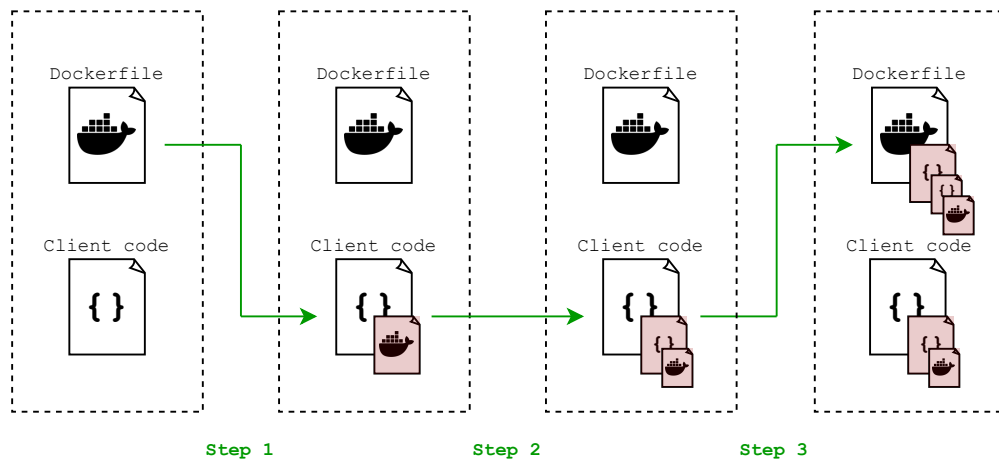 Dockerfile
Dockerfile
Dockerfile
Dockerfile
{ }
Client code
Client code
Client code
Client code
{ }
{ }
{ }
{ }
{ }
{ }
{ }
Step 1
Step 2
Step 3